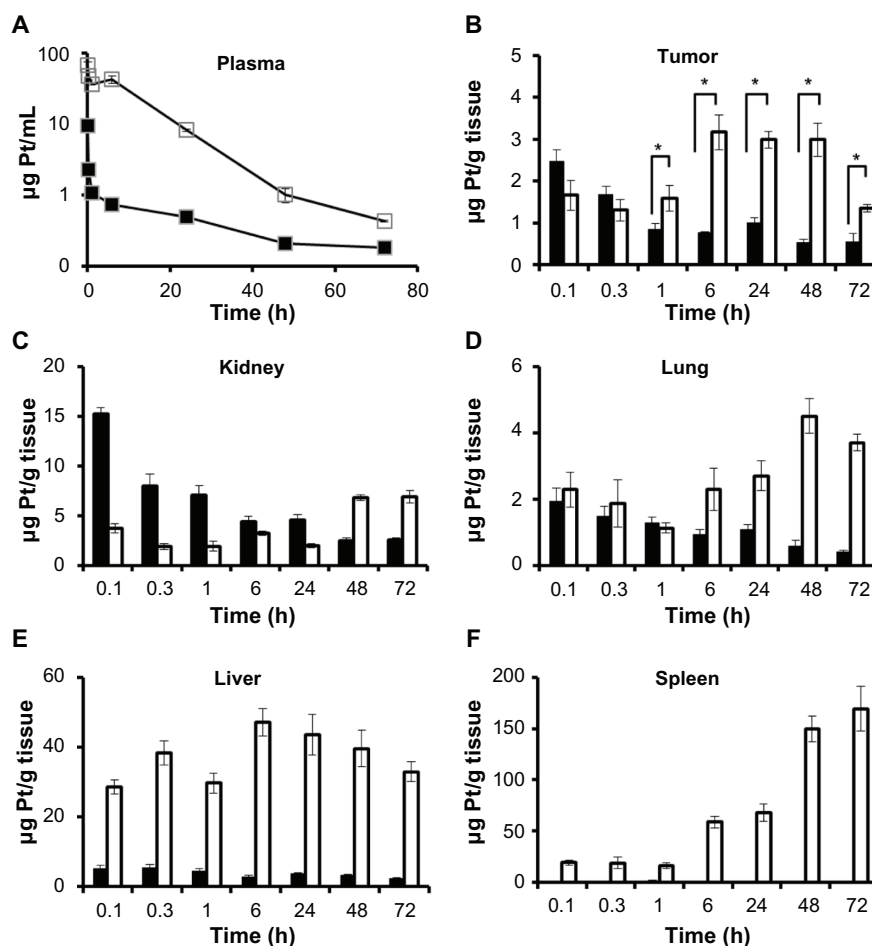 A
Plasma
µg Pt/mL
100
10
1
0
0 20 40 60 80
Time (h)
B
Tumor
µg Pt/g tissue
5
4
3
2
1
0
* * * * *
0.1 0.3 1 6 24 48 72
Time (h)
C
Kidney
µg Pt/g tissue
20
15
10
5
0
0.1 0.3 1 6 24 48 72
Time (h)
D
Lung
µg Pt/g tissue
6
4
2
0
0.1 0.3 1 6 24 48 72
Time (h)
E
Liver
µg Pt/g tissue
60
40
20
0
0.1 0.3 1 6 24 48 72
Time (h)
F
Spleen
µg Pt/g tissue
200
150
100
50
0
0.1 0.3 1 6 24 48 72
Time (h)